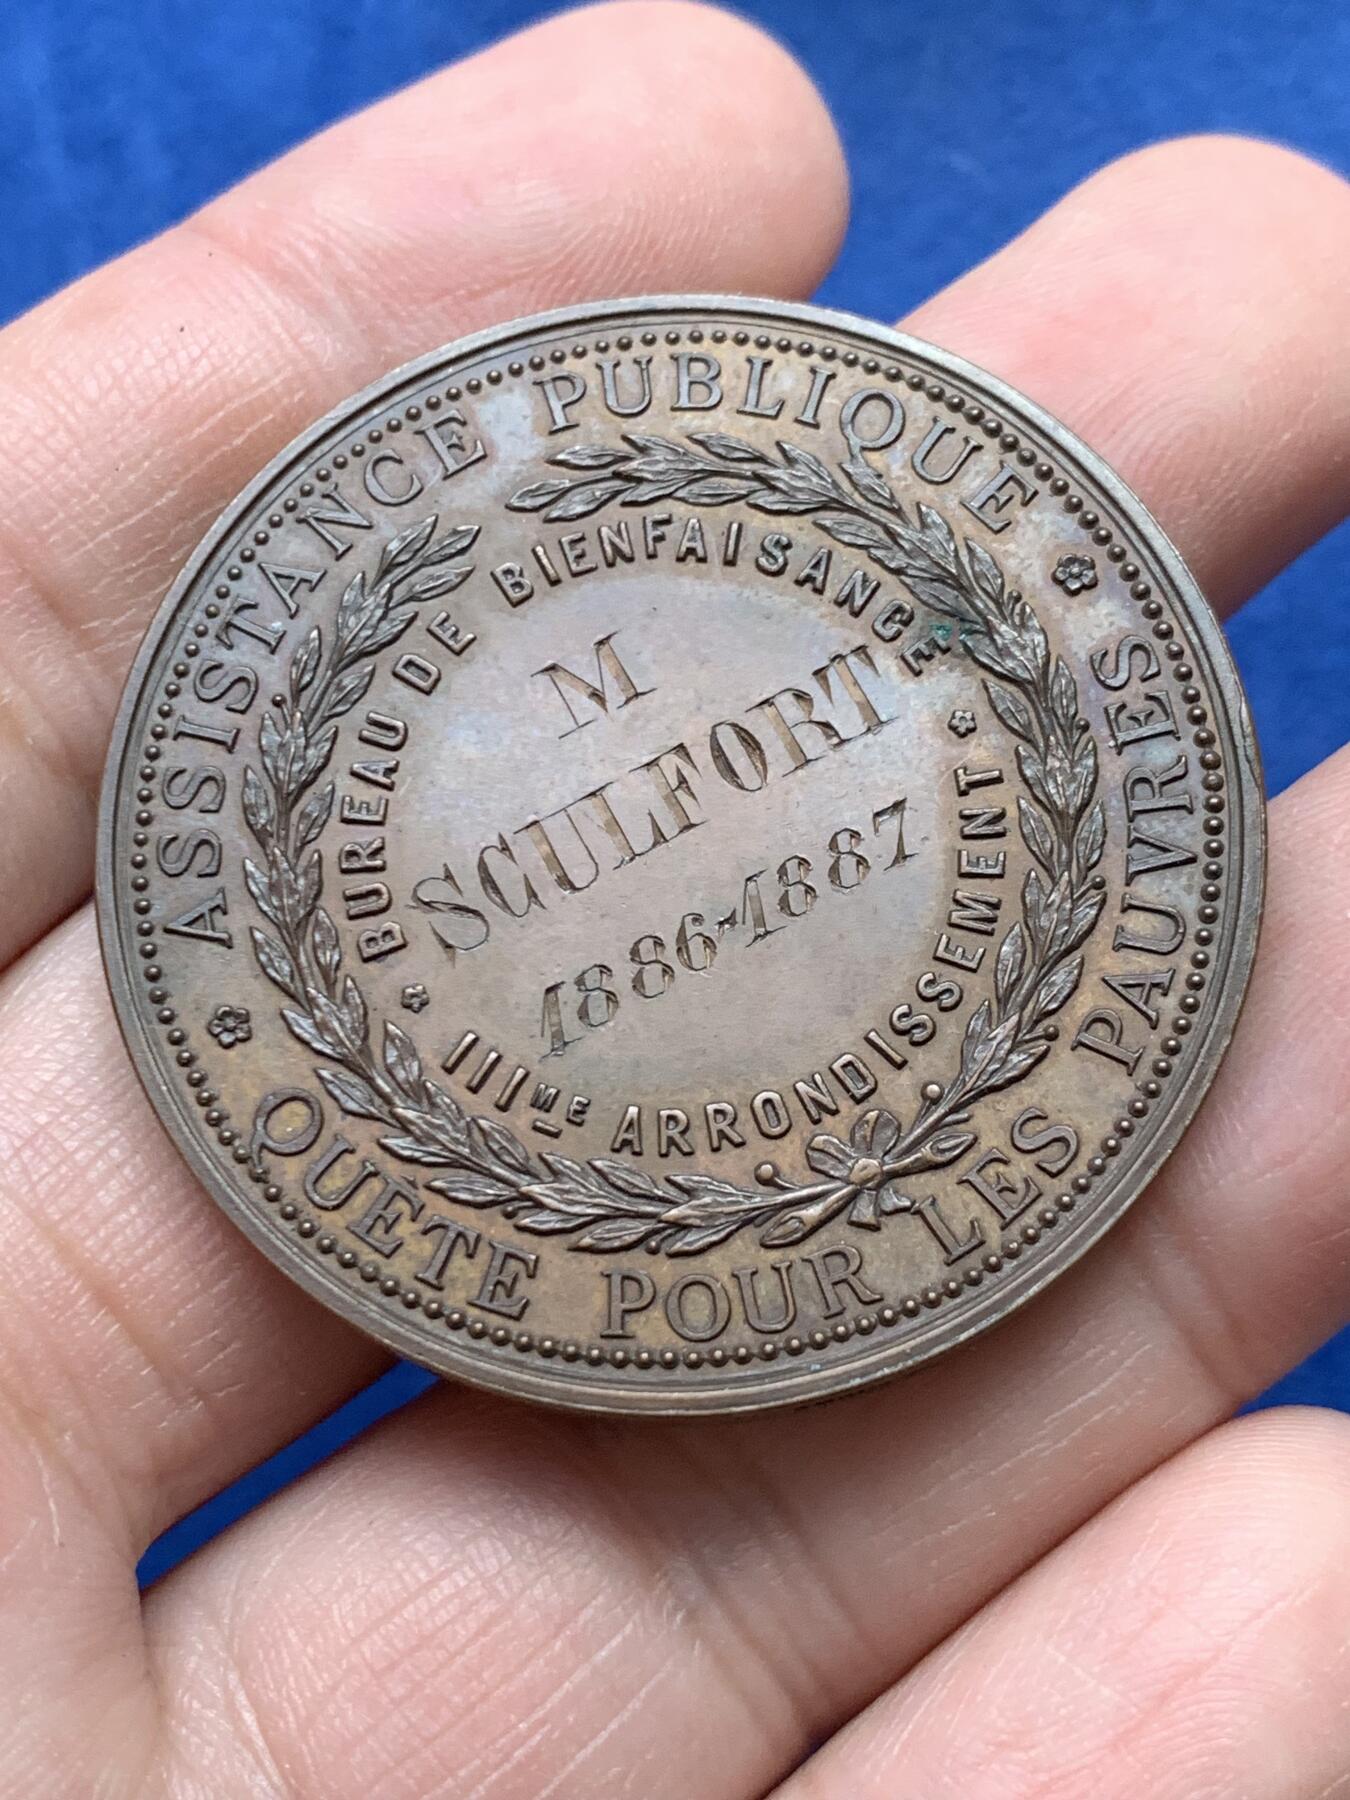 ASSISTANCE PUBLIQUE
QUÊTE POUR LES PAUVRES
BUREAU DE BIENFAISANCE
IIIME ARRONDISSEMENT
M
SCULFORT
1886-1887